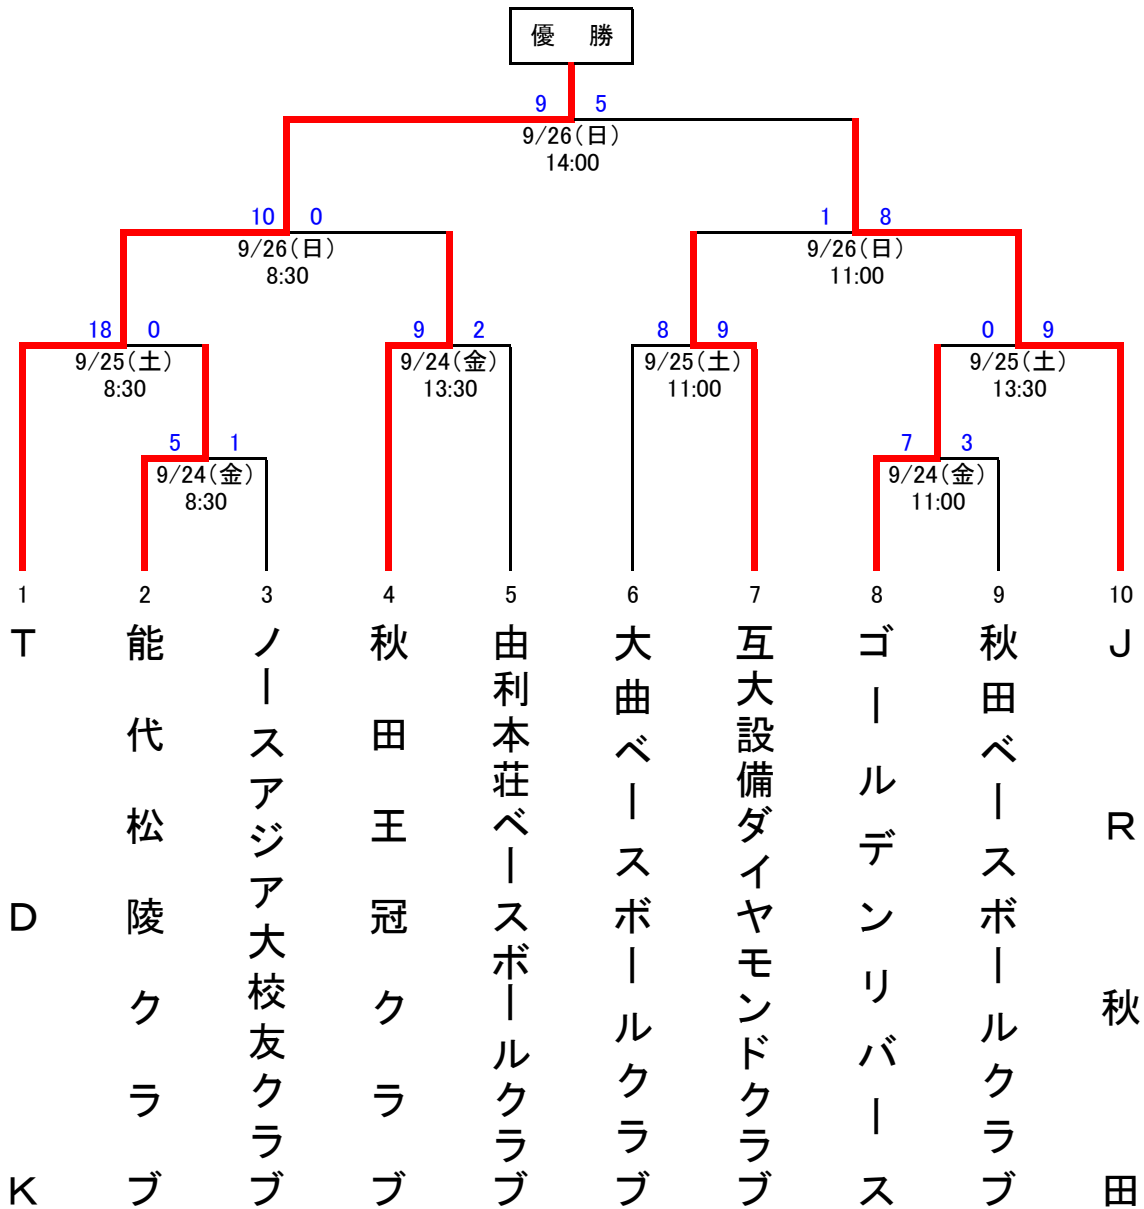 優 勝
9 5
9/26(日)
14:00
10 0
9/26(日)
8:30
1 8
9/26(日)
11:00
18 0
9/25(土)
8:30
9 2
9/24(金)
13:30
8 9
9/25(土)
11:00
0 9
9/25(土)
13:30
5 1
9/24(金)
8:30
7 3
9/24(金)
11:00
1 2 3 4 5 6 7 8 9 10
TDK
能代松陵クラブ
ノースアジア大校友クラブ
秋田王冠クラブ
由利本荘ベースボールクラブ
大曲ベースボールクラブ
互大設備ダイヤモンドクラブ
ゴールデンリバース
秋田ベースボールクラブ
JR秋田